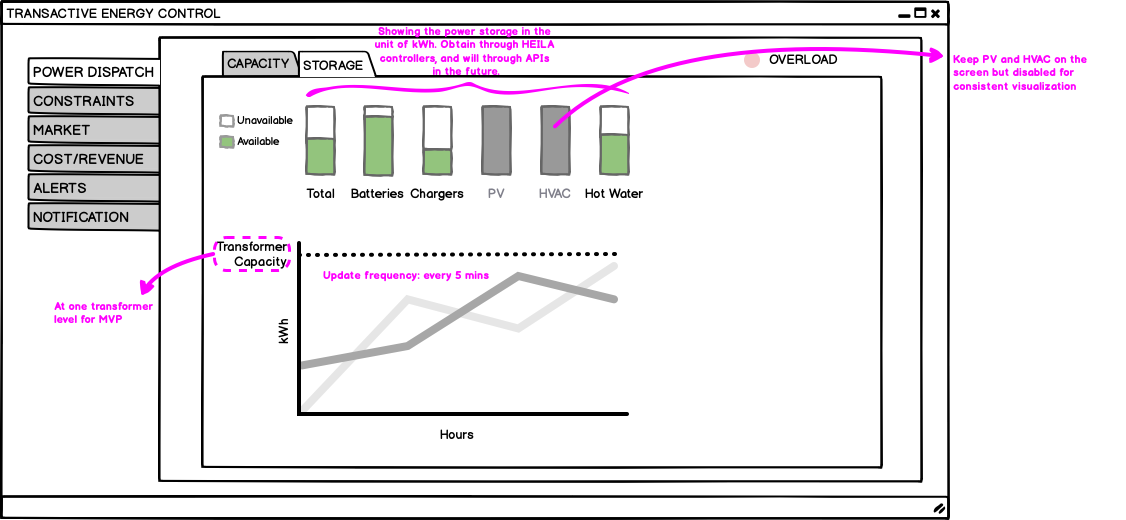 TRANSACTIVE ENERGY CONTROL
Showing the power storage in the
unit of kWh. Obtain through HEILA
controllers, and will through APIs
in the future.
CAPACITY
STORAGE
OVERLOAD
Keep PV and HVAC on the
screen but disabled for
consistent visualization
POWER DISPATCH
CONSTRAINTS
MARKET
COST/REVENUE
ALERTS
NOTIFICATION
Unavailable
Available
Total
Batteries
Chargers
PV
HVAC
Hot Water
Transformer
Capacity
Update frequency: every 5 mins
At one transformer
level for MVP
kWh
Hours